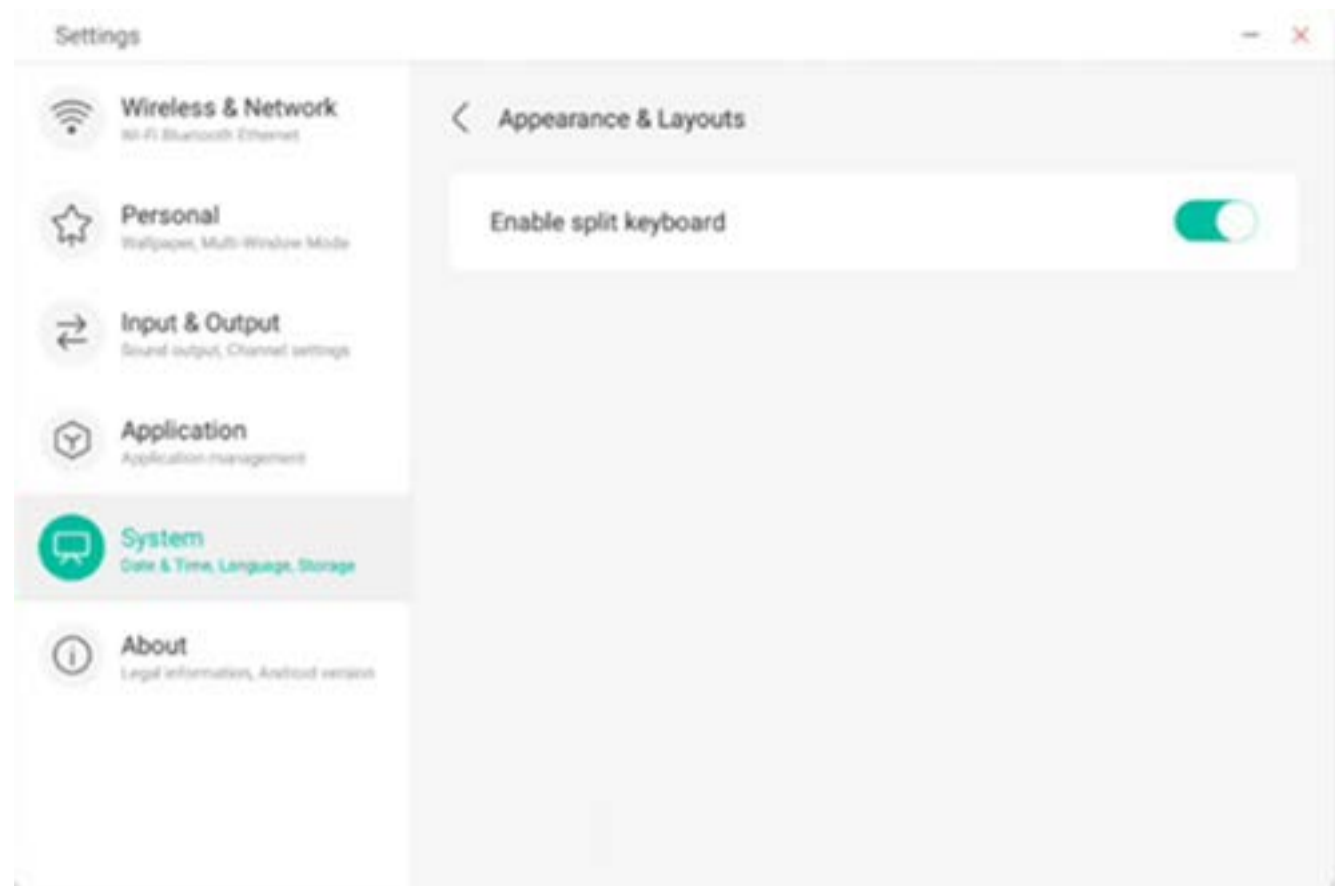 Settings
Wireless & Network
Wi-Fi Bluetooth Ethernet
Personal
Wallpaper, Multi-Window Mode
Input & Output
Sound output, Channel settings
Application
Application management
System
Date & Time, Language, Storage
About
Legal information, Android version
Appearance & Layouts
Enable split keyboard